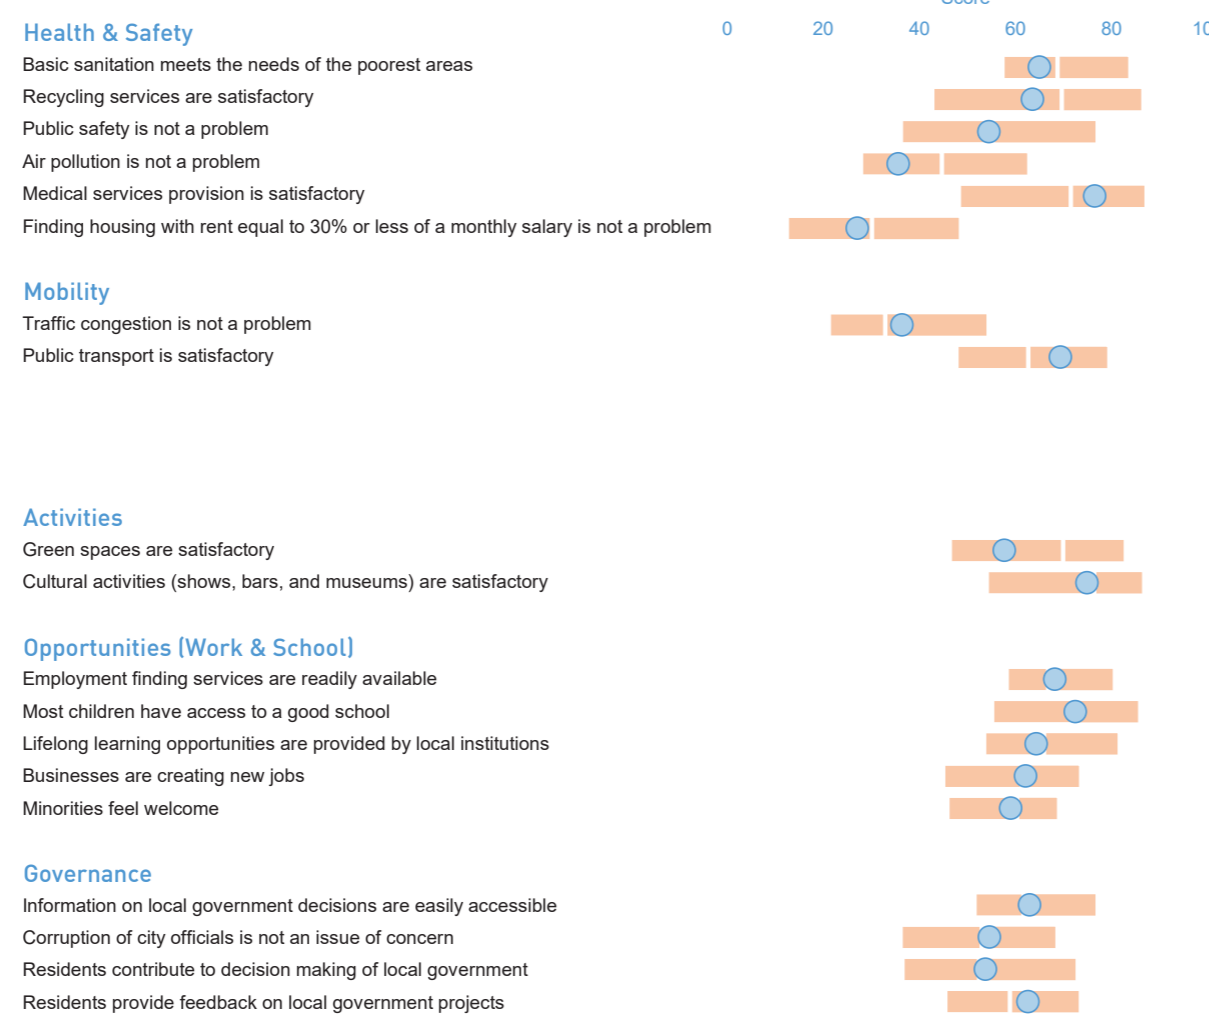 Score
Health & Safety
0 20 40 60 80 10
Basic sanitation meets the needs of the poorest areas
Recycling services are satisfactory
Public safety is not a problem
Air pollution is not a problem
Medical services provision is satisfactory
Finding housing with rent equal to 30% or less of a monthly salary is not a problem
Mobility
Traffic congestion is not a problem
Public transport is satisfactory
Activities
Green spaces are satisfactory
Cultural activities (shows, bars, and museums) are satisfactory
Opportunities (Work & School)
Employment finding services are readily available
Most children have access to a good school
Lifelong learning opportunities are provided by local institutions
Businesses are creating new jobs
Minorities feel welcome
Governance
Information on local government decisions are easily accessible
Corruption of city officials is not an issue of concern
Residents contribute to decision making of local government
Residents provide feedback on local government projects